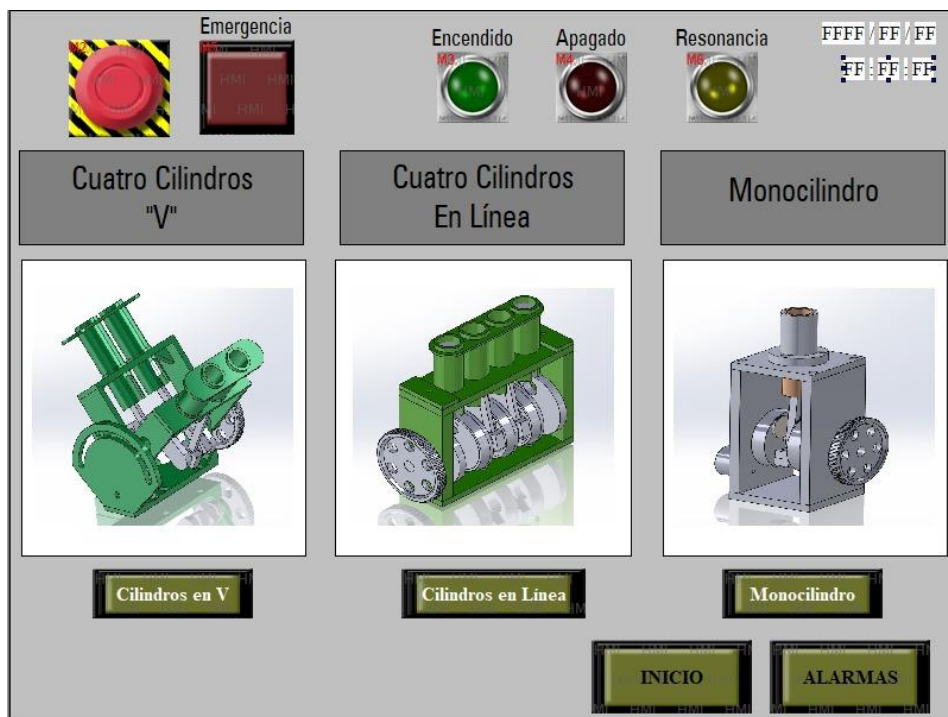 Emergencia
Encendido
Apagado
Resonancia
FFFF / FF / FF
FF : FF : FF
M2
M5
M3
M4
M6
HMI
Cuatro Cilindros
"V"
Cuatro Cilindros
En Línea
Monocilindro
Cilindros en V
Cilindros en Línea
Monocilindro
INICIO
ALARMAS